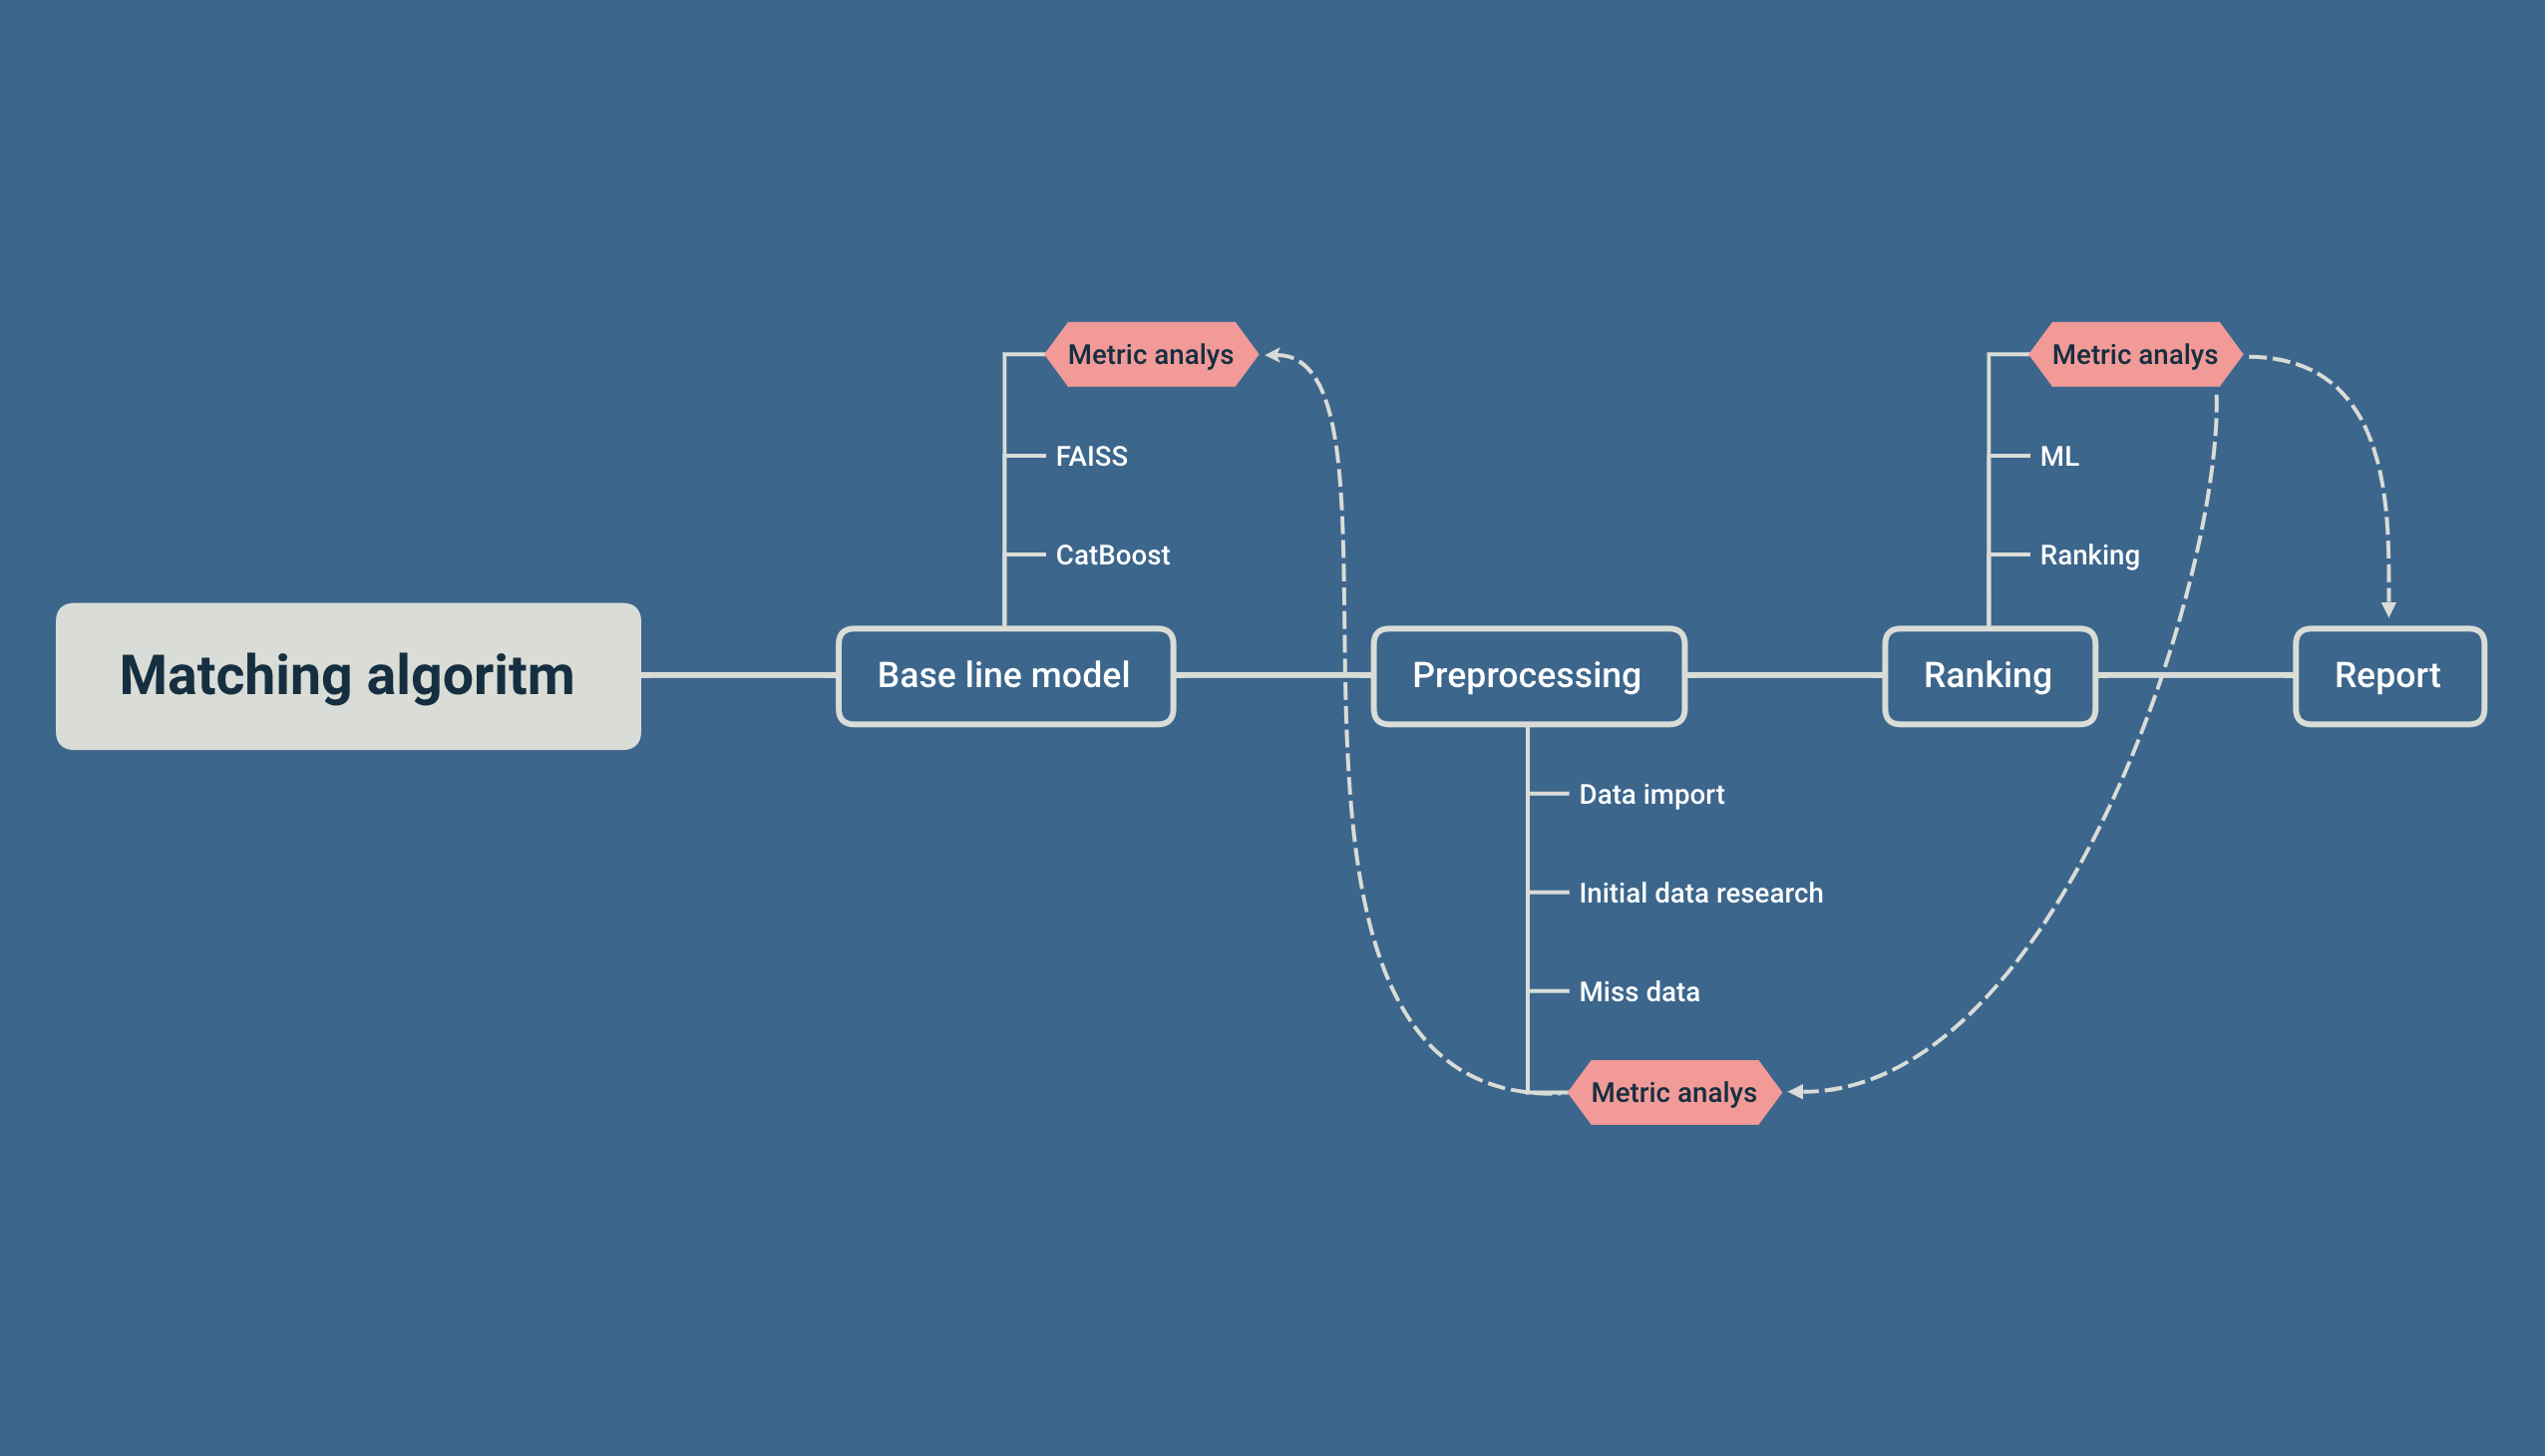 Matching algoritm
Base line model
Metric analys
FAISS
CatBoost
Preprocessing
Data import
Initial data research
Miss data
Metric analys
Ranking
Metric analys
ML
Ranking
Report